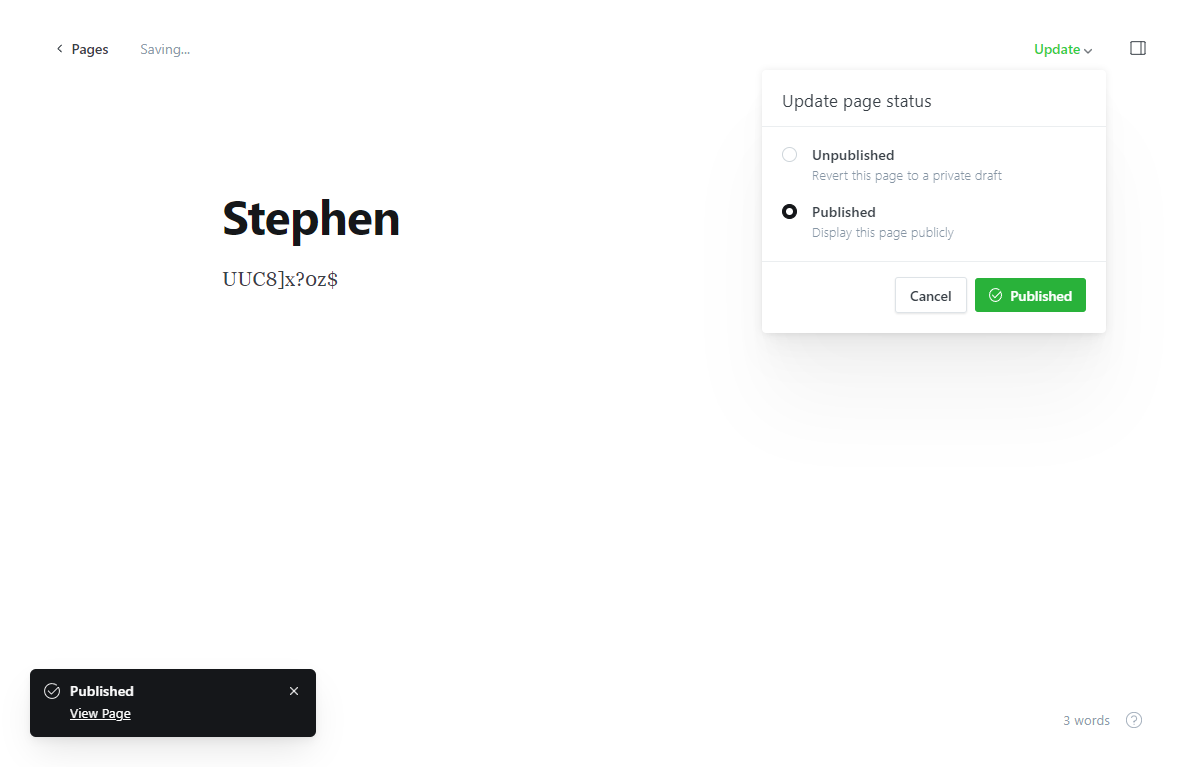 Pages
Saving...
Update
Update page status
Unpublished
Revert this page to a private draft
Published
Display this page publicly
Cancel
Published
Stephen
UUC8]x?oz$
Published
View Page
3 words